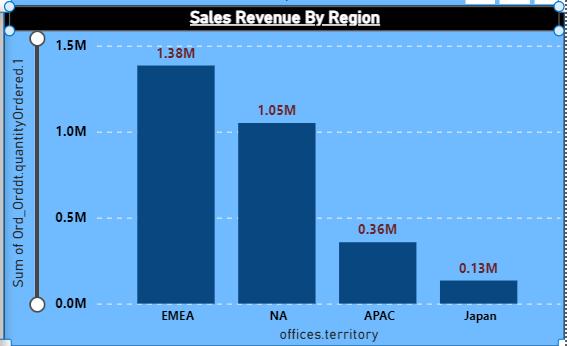 Sales Revenue By Region
Sum of Ord_Orddt.quantityOrdered.1
1.5M
1.0M
0.5M
0.0M
1.38M
1.05M
0.36M
0.13M
EMEA
NA
APAC
Japan
offices.territory